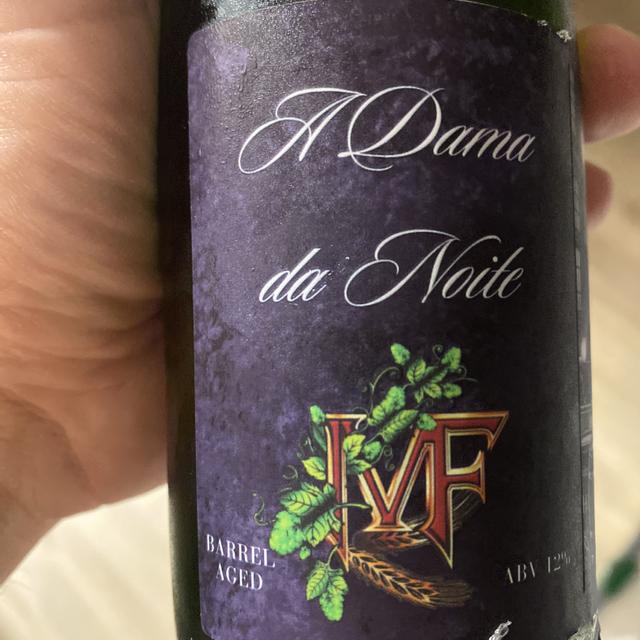 A Dama
da Noite
IVF
BARREL
AGED
ABV 12%